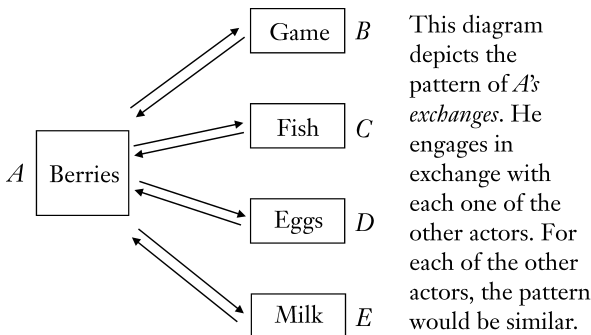 Game B
Fish C
A Berries
Eggs D
Milk E
This diagram
depicts the
pattern of A’s
exchanges. He
engages in
exchange with
each one of the
other actors. For
each of the other
actors, the pattern
would be similar.